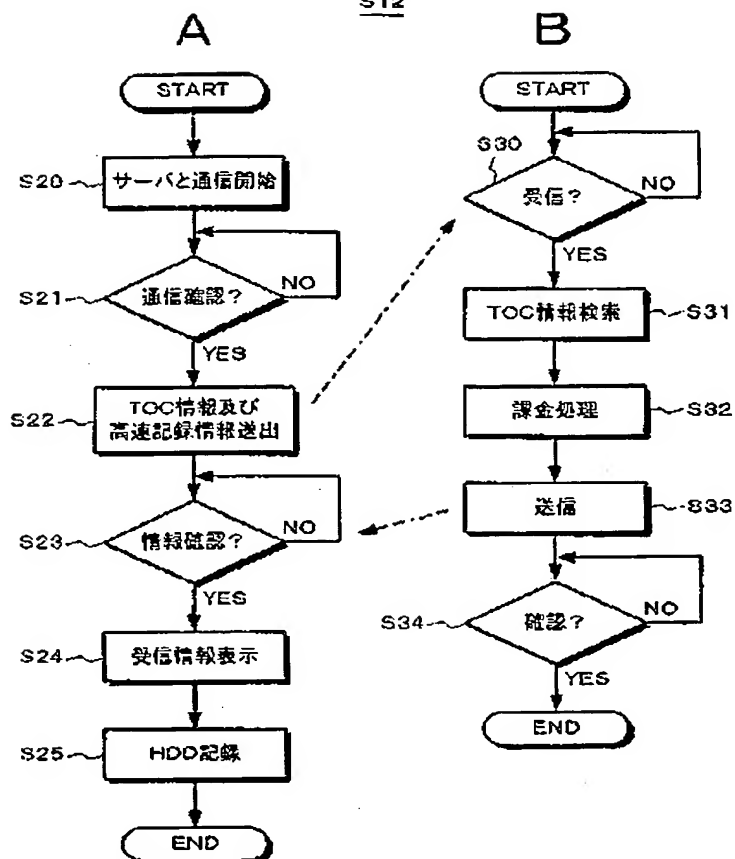 S12
A
START
S20
サーバと通信開始
S21
通信確認?
NO
YES
S22
TOC情報及び
高速記録情報送出
S23
情報確認?
NO
YES
S24
受信情報表示
S25
HDD記録
END
B
START
S30
受信?
NO
YES
TOC情報検索
S31
課金処理
S32
送信
S33
S34
確認?
NO
YES
END